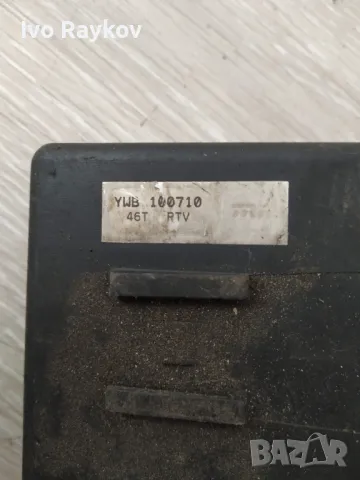 Ivo Raykov
YWB 100710
46T RTV
BAZAR